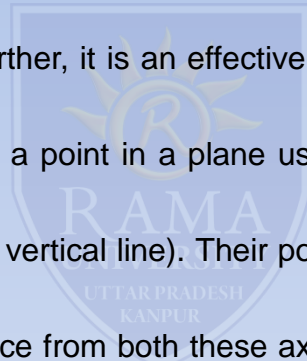 rther, it is an effective
a point in a plane us
RAMA
vertical line). Their po
UNIVERSITY
UTTAR PRADESH
KANPUR
ce from both these ax